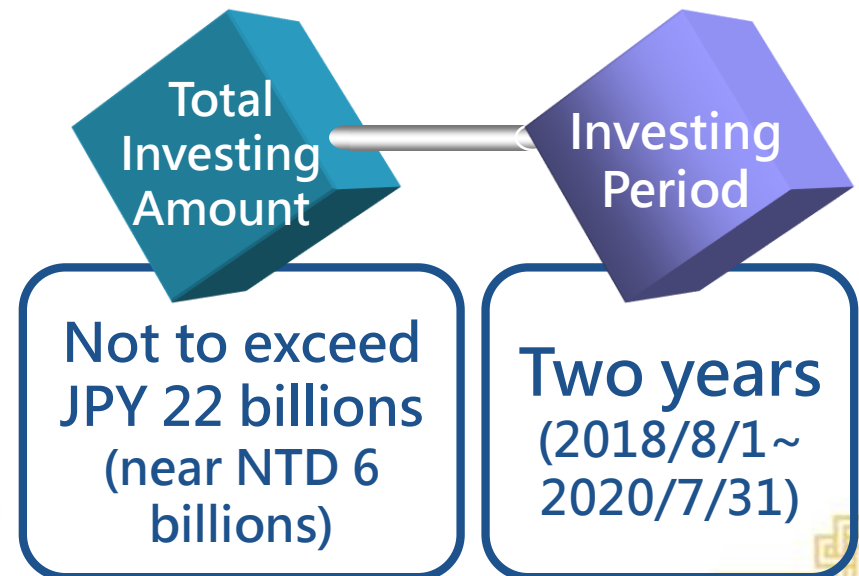 Total
Investing
Amount
Investing
Period
Not to exceed
JPY 22 billions
(near NTD 6
billions)
Two years
(2018/8/1~
2020/7/31)